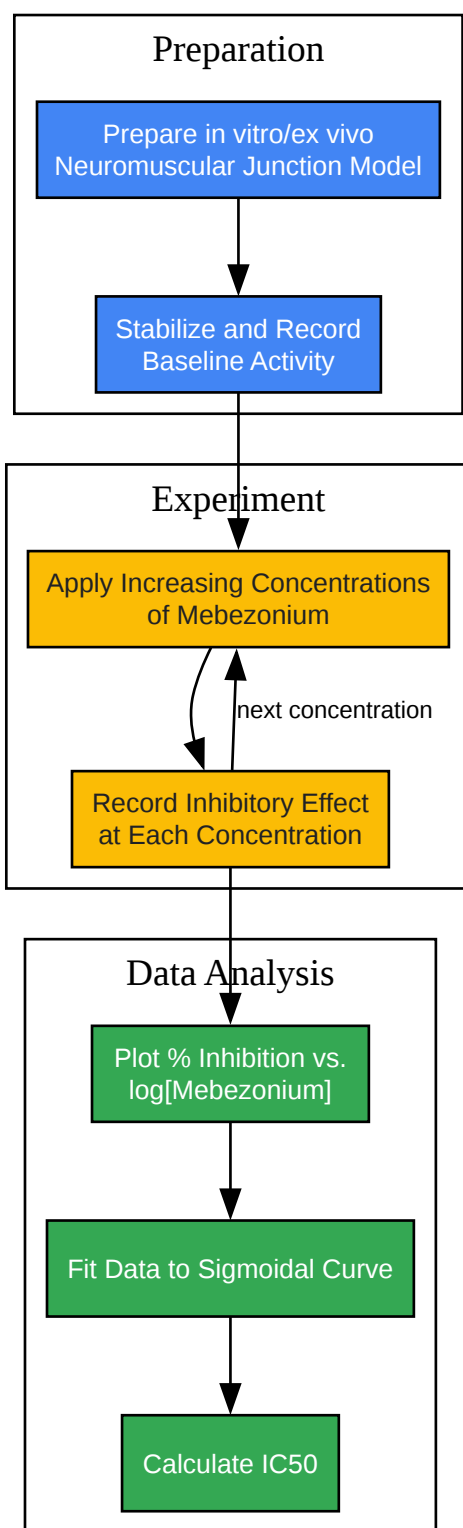 Preparation
Prepare in vitro/ex vivo
Neuromuscular Junction Model
Stabilize and Record
Baseline Activity
Experiment
Apply Increasing Concentrations
of Mebezonium
next concentration
Record Inhibitory Effect
at Each Concentration
Data Analysis
Plot % Inhibition vs.
log[Mebezonium]
Fit Data to Sigmoidal Curve
Calculate IC50